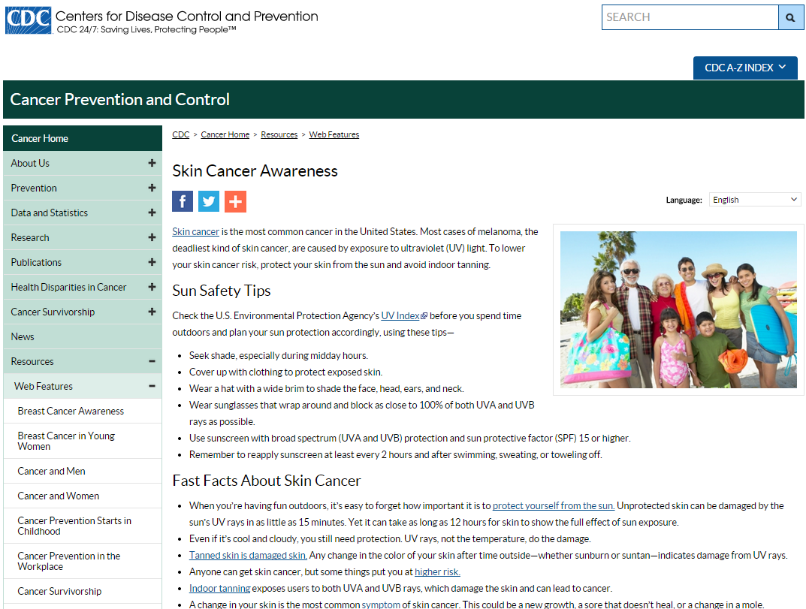 CDC Centers for Disease Control and Prevention
CDC 24/7: Saving Lives, Protecting People™
SEARCH
CDC A-Z INDEX
Cancer Prevention and Control
Cancer Home
About Us
Prevention
Data and Statistics
Research
Publications
Health Disparities in Cancer
Cancer Survivorship
News
Resources
Web Features
Breast Cancer Awareness
Breast Cancer in Young
Women
Cancer and Men
Cancer and Women
Cancer Prevention Starts in
Childhood
Cancer Prevention in the
Workplace
Cancer Survivorship
CDC > Cancer Home > Resources > Web Features
Skin Cancer Awareness
Language: English
Skin cancer is the most common cancer in the United States. Most cases of melanoma, the
deadliest kind of skin cancer, are caused by exposure to ultraviolet (UV) light. To lower
your skin cancer risk, protect your skin from the sun and avoid indoor tanning.
Sun Safety Tips
Check the U.S. Environmental Protection Agency's UV Index before you spend time
outdoors and plan your sun protection accordingly, using these tips—
• Seek shade, especially during midday hours.
• Cover up with clothing to protect exposed skin.
• Wear a hat with a wide brim to shade the face, head, ears, and neck.
• Wear sunglasses that wrap around and block as close to 100% of both UVA and UVB
rays as possible.
• Use sunscreen with broad spectrum (UVA and UVB) protection and sun protective factor (SPF) 15 or higher.
• Remember to reapply sunscreen at least every 2 hours and after swimming, sweating, or toweling off.
Fast Facts About Skin Cancer
• When you're having fun outdoors, it's easy to forget how important it is to protect yourself from the sun. Unprotected skin can be damaged by the
sun's UV rays in as little as 15 minutes. Yet it can take as long as 12 hours for skin to show the full effect of sun exposure.
• Even if it's cool and cloudy, you still need protection. UV rays, not the temperature, do the damage.
• Tanned skin is damaged skin. Any change in the color of your skin after time outside—whether sunburn or suntan—indicates damage from UV rays.
• Anyone can get skin cancer, but some things put you at higher risk.
• Indoor tanning exposes users to both UVA and UVB rays, which damage the skin and can lead to cancer.
• A change in your skin is the most common symptom of skin cancer. This could be a new growth, a sore that doesn't heal, or a change in a mole.